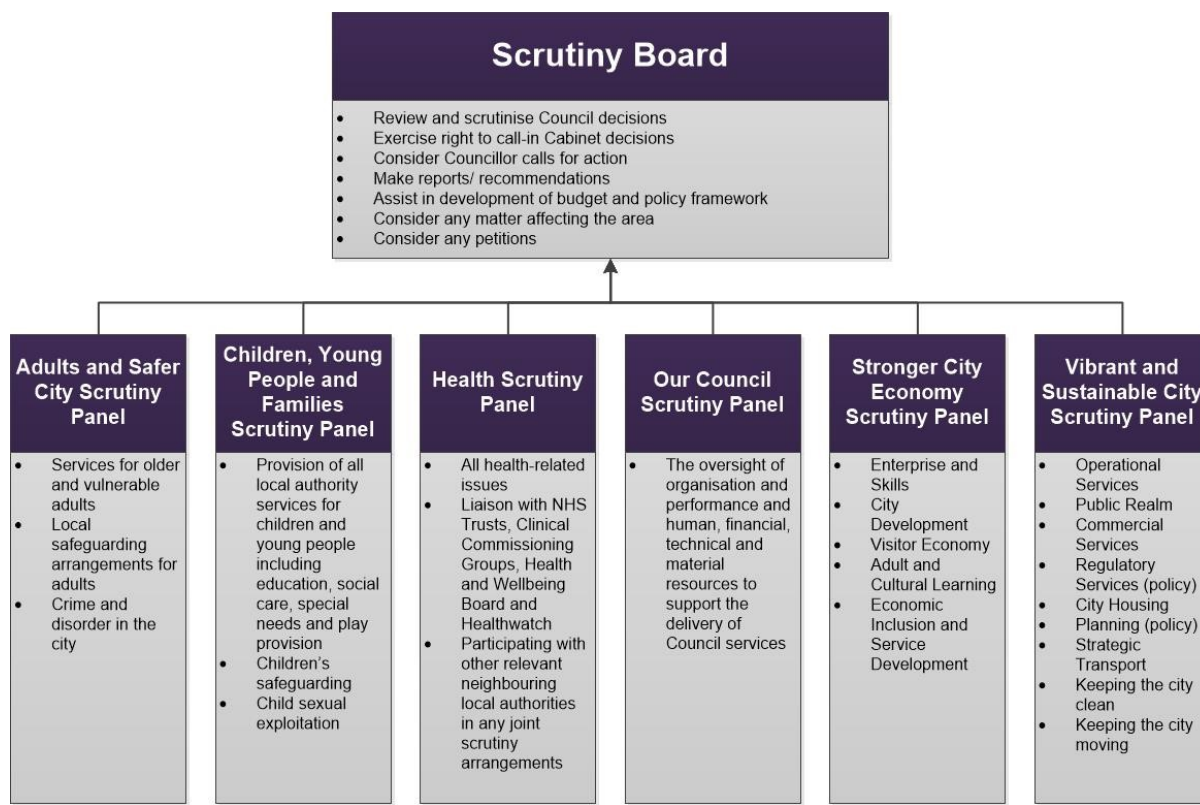 Scrutiny Board
• Review and scrutinise Council decisions
• Exercise right to call-in Cabinet decisions
• Consider Councillor calls for action
• Make reports/ recommendations
• Assist in development of budget and policy framework
• Consider any matter affecting the area
• Consider any petitions
Adults and Safer
City Scrutiny
Panel
• Services for older
and vulnerable
adults
• Local
safeguarding
arrangements for
adults
• Crime and
disorder in the
city
Children, Young
People and
Families
Scrutiny Panel
• Provision of all
local authority
services for
children and
young people
including
education, social
care, special
needs and play
provision
• Children’s
safeguarding
• Child sexual
exploitation
Health Scrutiny
Panel
• All health-related
issues
• Liaison with NHS
Trusts, Clinical
Commissioning
Groups, Health
and Wellbeing
Board and
Healthwatch
• Participating with
other relevant
neighbouring
local authorities
in any joint
scrutiny
arrangements
Our Council
Scrutiny Panel
• The oversight of
organisation and
performance and
human, financial,
technical and
material
resources to
support the
delivery of
Council services
Stronger City
Economy
Scrutiny Panel
• Enterprise and
Skills
• City
Development
• Visitor Economy
• Adult and
Cultural Learning
• Economic
Inclusion and
Service
Development
Vibrant and
Sustainable City
Scrutiny Panel
• Operational
Services
• Public Realm
• Commercial
Services
• Regulatory
Services (policy)
• City Housing
• Planning (policy)
• Strategic
Transport
• Keeping the city
clean
• Keeping the city
moving